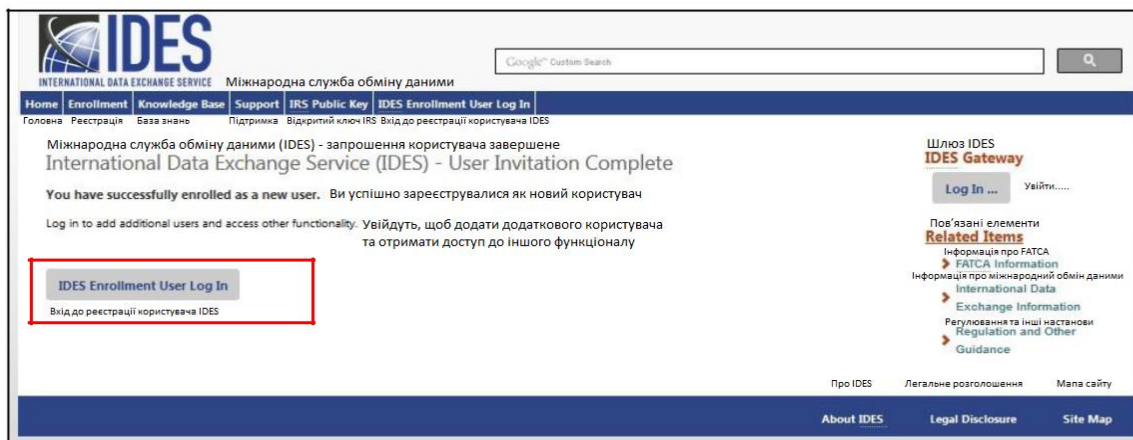 IDES
INTERNATIONAL DATA EXCHANGE SERVICE Міжнародна служба обміну даними
Google™ Custom Search
Home Enrollment Knowledge Base Support IRS Public Key IDES Enrollment User Log In
Головна Реєстрація База знань Підтримка Відкритий ключ IRS Вхід до реєстрації користувача IDES
Міжнародна служба обміну даними (IDES) - запрошення користувача завершене
International Data Exchange Service (IDES) - User Invitation Complete
You have successfully enrolled as a new user. Ви успішно зареєструвалися як новий користувач
Log in to add additional users and access other functionality. Увійдуть, щоб додати додаткового користувача
та отримати доступ до іншого функціоналу
IDES Enrollment User Log In
Вхід до реєстрації користувача IDES
Шлюз IDES
IDES Gateway
Log In ... Увійти.....
Пов’язані елементи
Related Items
Інформація про FATCA
FATCA Information
Інформація про міжнародний обмін даними
International Data
Exchange Information
Регулювання та інші настанови
Regulation and Other
Guidance
Про IDES Легальне розголошення Мапа сайту
About IDES Legal Disclosure Site Map